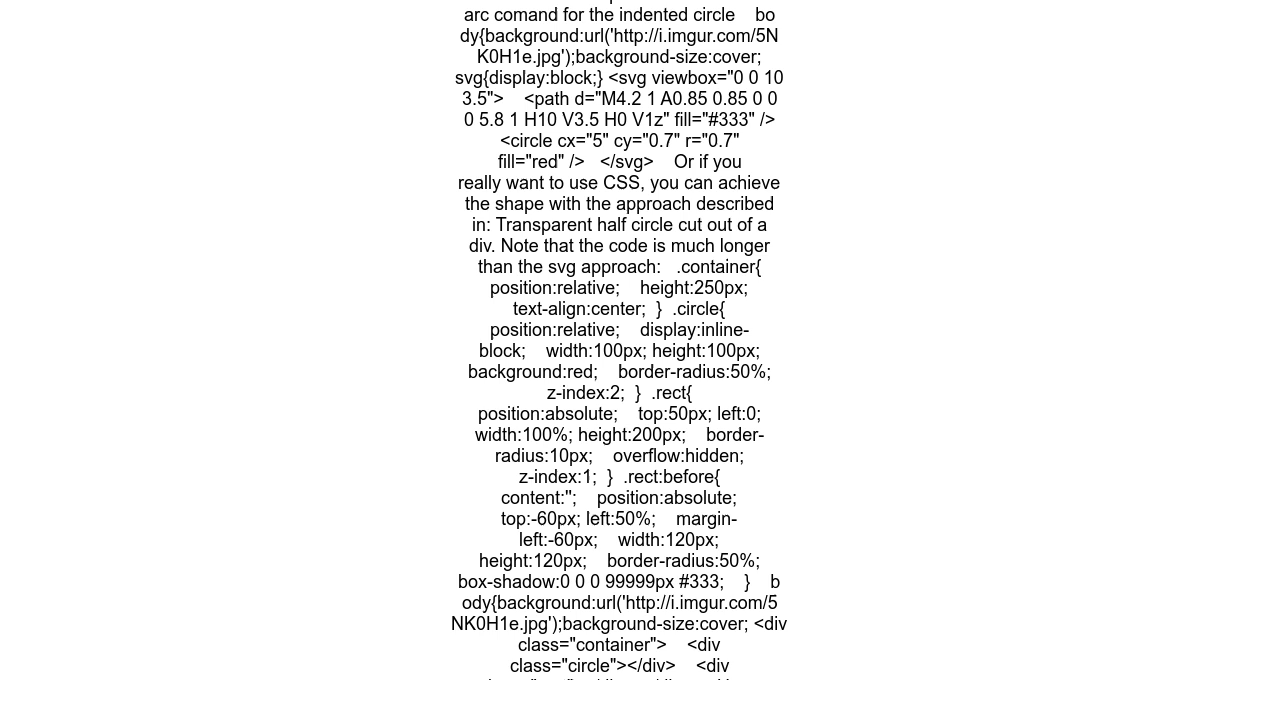 arc comand for the indented circle    bo
dy{background:url('http://i.imgur.com/5N
K0H1e.jpg');background-size:cover;
svg{display:block;} <svg viewbox="0 0 10
3.5">    <path d="M4.2 1 A0.85 0.85 0 0
0 5.8 1 H10 V3.5 H0 V1z" fill="#333" />
<circle cx="5" cy="0.7" r="0.7"
fill="red" />   </svg>    Or if you
really want to use CSS, you can achieve
the shape with the approach described
in: Transparent half circle cut out of a
div. Note that the code is much longer
than the svg approach:   .container{
position:relative;    height:250px;
text-align:center;  }  .circle{
position:relative;    display:inline-
block;    width:100px; height:100px;
background:red;    border-radius:50%;
z-index:2;  }  .rect{
position:absolute;    top:50px; left:0;
width:100%; height:200px;    border-
radius:10px;    overflow:hidden;
z-index:1;  }  .rect:before{
content:'';    position:absolute;
top:-60px; left:50%;    margin-
left:-60px;    width:120px;
height:120px;    border-radius:50%;
box-shadow:0 0 0 99999px #333;    }    b
ody{background:url('http://i.imgur.com/5
NK0H1e.jpg');background-size:cover; <div
class="container">    <div
class="circle"></div>    <div